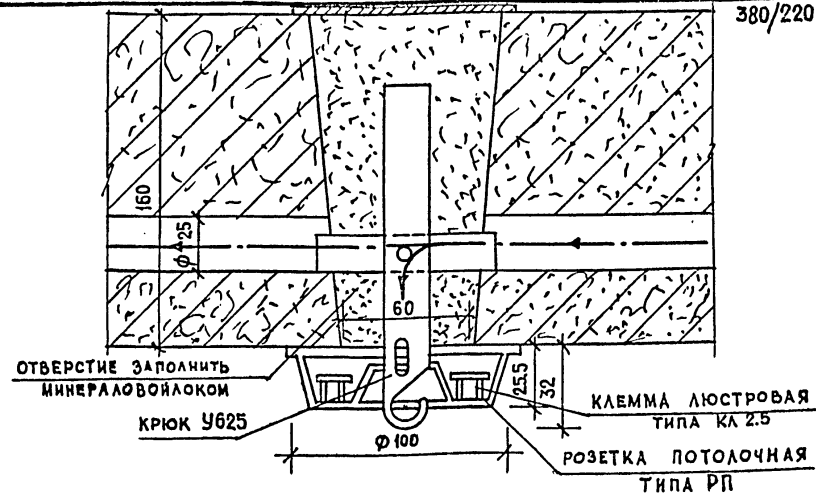 380/220
160
ϕ 25
60
ОТВЕРСТИЕ ЗАПОЛНИТЬ
МИНЕРАЛОВОЙЛОКОМ
25.5
32
КЛЕММА ЛЮСТРОВАЯ
ТИПА КЛ 2.5
КРЮК У625
ϕ 100
РОЗЕТКА ПОТОЛОЧНАЯ
ТИПА РП